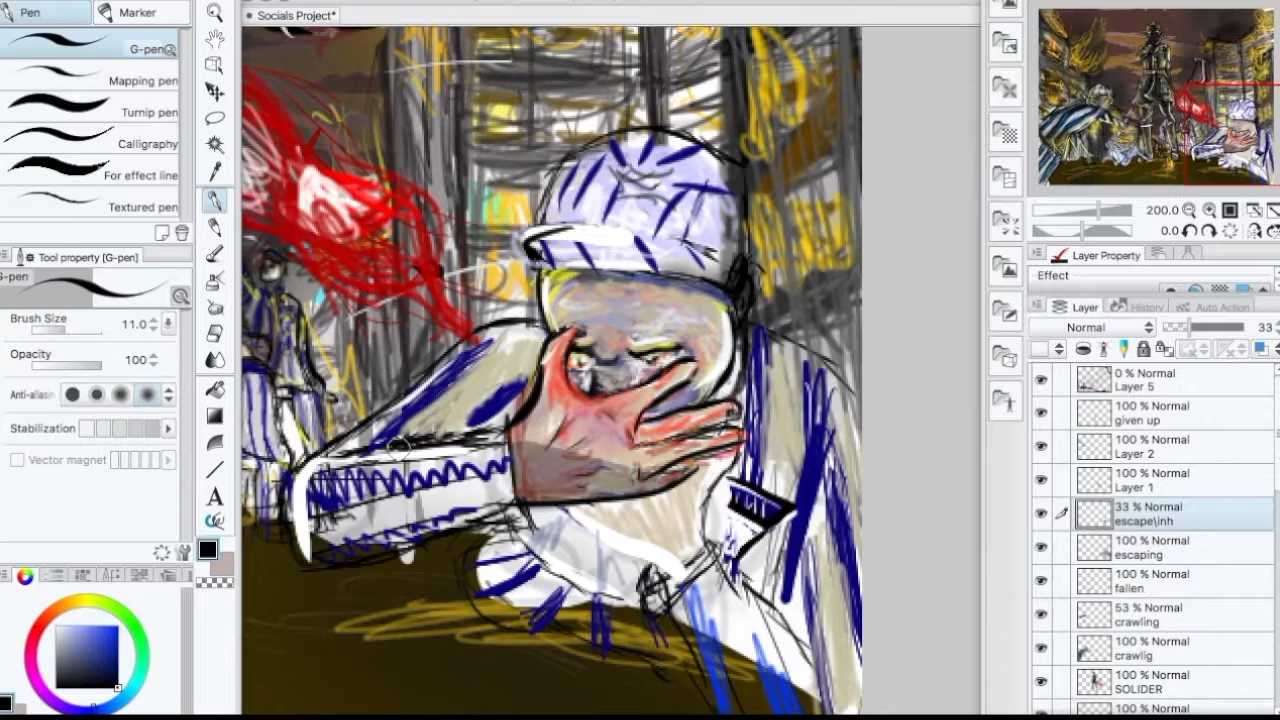 Pen
Marker
Socials Project*
G-pen
Mapping pen
Turnip pen
Calligraphy
For effect line
Textured pen
Tool property [G-pen]
G-pen
Brush Size
11.0
Opacity
100
Anti-aliasin
Stabilization
Vector magnet
A
200.0
0.0
Layer Property
Effect
Layer
History
Auto Action
Normal
33
0 % Normal
Layer 5
100 % Normal
given up
100 % Normal
Layer 2
100 % Normal
Layer 1
33 % Normal
escape\inh
100 % Normal
escaping
100 % Normal
fallen
53 % Normal
crawling
100 % Normal
crawlig
100 % Normal
SOLIDER
100 % Normal